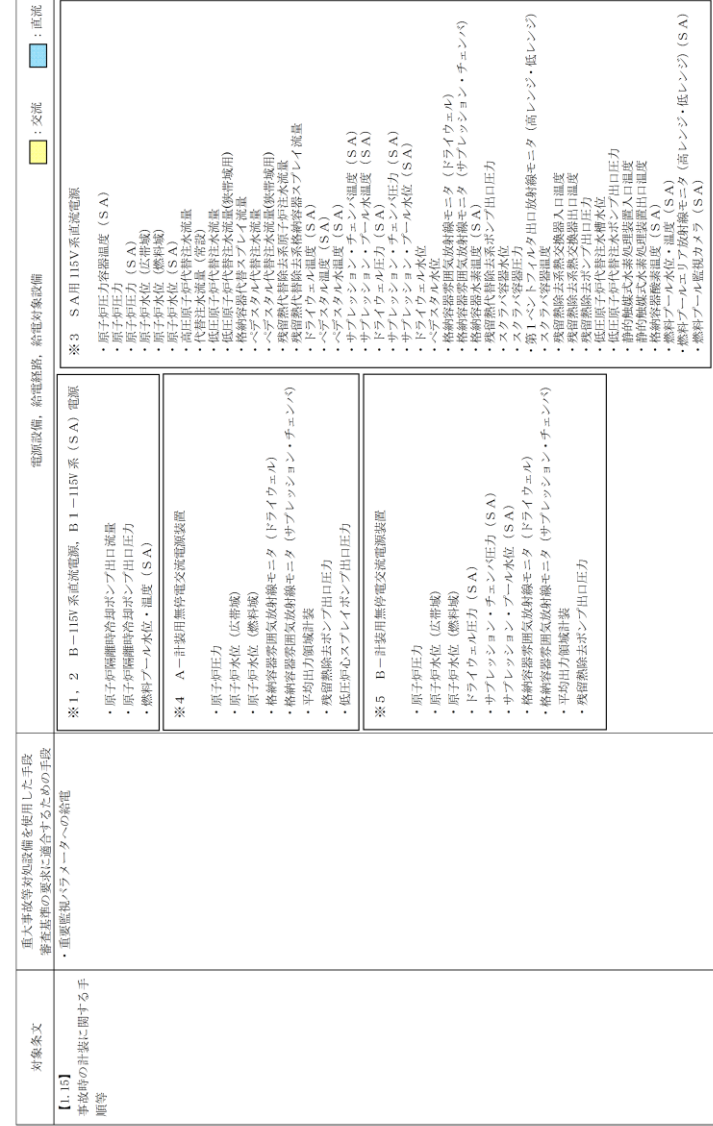 対象条文
重大事故等対処設備を使用した手段
審査基準の要求に適合するための手段
電源設備，給電経路，給電対象設備
：交流
：直流
【1.15】
事故時の計装に関する手
順等
・重要監視パラメータへの給電
※1，2　B－115V系直流電源，B1－115V系（SA）電源
・原子炉隔離時冷却ポンプ出口流量
・原子炉隔離時冷却ポンプ出口圧力
・燃料プール水位・温度（SA）
※4　A－計装用無停電交流電源装置
・原子炉圧力
・原子炉水位（広帯域）
・原子炉水位（燃料域）
・格納容器雰囲気放射線モニタ（ドライウェル）
・格納容器雰囲気放射線モニタ（サプレッション・チェンバ）
・平均出力領域計装
・残留熱除去ポンプ出口圧力
・低圧炉心スプレイポンプ出口圧力
※5　B－計装用無停電交流電源装置
・原子炉圧力
・原子炉水位（広帯域）
・原子炉水位（燃料域）
・ドライウェル圧力（SA）
・サプレッション・チェンバ圧力（SA）
・サプレッション・プール水位（SA）
・格納容器雰囲気放射線モニタ（ドライウェル）
・格納容器雰囲気放射線モニタ（サプレッション・チェンバ）
・平均出力領域計装
・残留熱除去ポンプ出口圧力
※3　SA用115V系直流電源
・原子炉圧力容器温度（SA）
・原子炉圧力
・原子炉圧力（SA）
・原子炉水位（広帯域）
・原子炉水位（燃料域）
・原子炉水位（SA）
・高圧原子炉代替注水流量
・代替注水流量（常設）
・低圧原子炉代替注水流量
・低圧原子炉代替注水流量(狭帯域用)
・格納容器代替スプレイ流量
・ペデスタル代替注水流量
・ペデスタル代替注水流量(狭帯域用)
・残留熱代替除去系原子炉注水流量
・残留熱代替除去系格納容器スプレイ流量
・ドライウェル温度（SA）
・ペデスタル温度（SA）
・ペデスタル水温度（SA）
・サプレッション・チェンバ温度（SA）
・サプレッション・プール水温度（SA）
・ドライウェル圧力（SA）
・サプレッション・チェンバ圧力（SA）
・サプレッション・プール水位（SA）
・ドライウェル水位
・ペデスタル水位
・格納容器雰囲気放射線モニタ（ドライウェル）
・格納容器雰囲気放射線モニタ（サプレッション・チェンバ）
・格納容器水素濃度（SA）
・残留熱代替除去系ポンプ出口圧力
・スクラバ容器水位
・スクラバ容器圧力
・第1ベントフィルタ出口放射線モニタ（高レンジ・低レンジ）
・スクラバ容器温度
・残留熱除去系熱交換器入口温度
・残留熱除去系熱交換器出口温度
・残留熱除去ポンプ出口圧力
・低圧原子炉代替注水槽水位
・低圧原子炉代替注水ポンプ出口圧力
・静的触媒式水素処理装置入口温度
・静的触媒式水素処理装置出口温度
・格納容器酸素濃度（SA）
・燃料プール水位・温度（SA）
・燃料プールエリア放射線モニタ（高レンジ・低レンジ）（SA）
・燃料プール監視カメラ（SA）